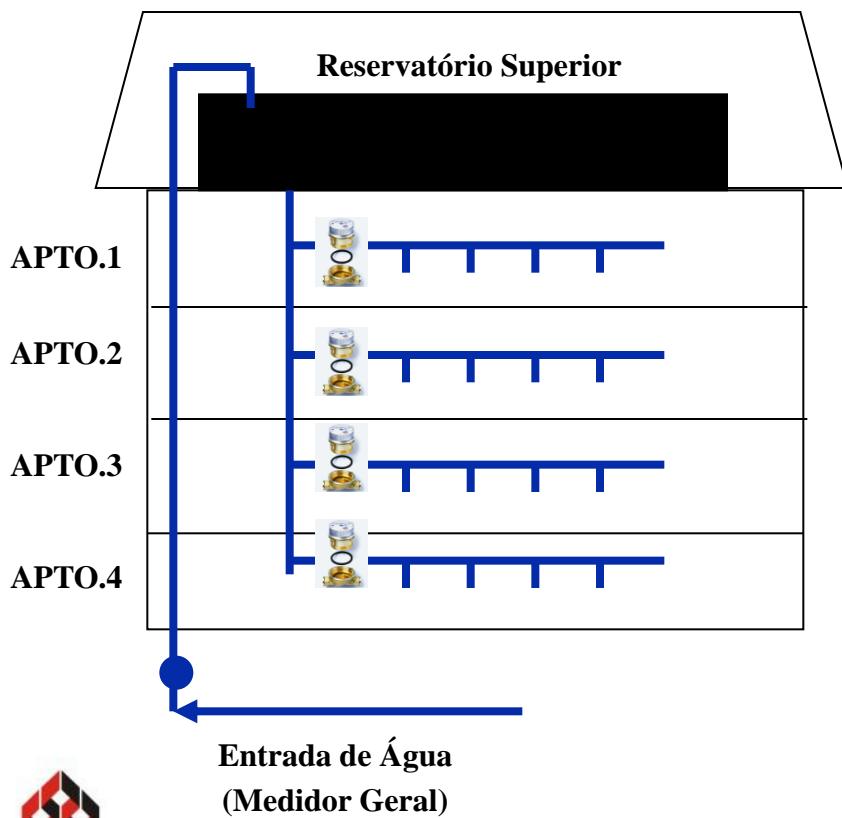 Reservatório Superior
APTO.1
APTO.2
APTO.3
APTO.4
Entrada de Água
(Medidor Geral)